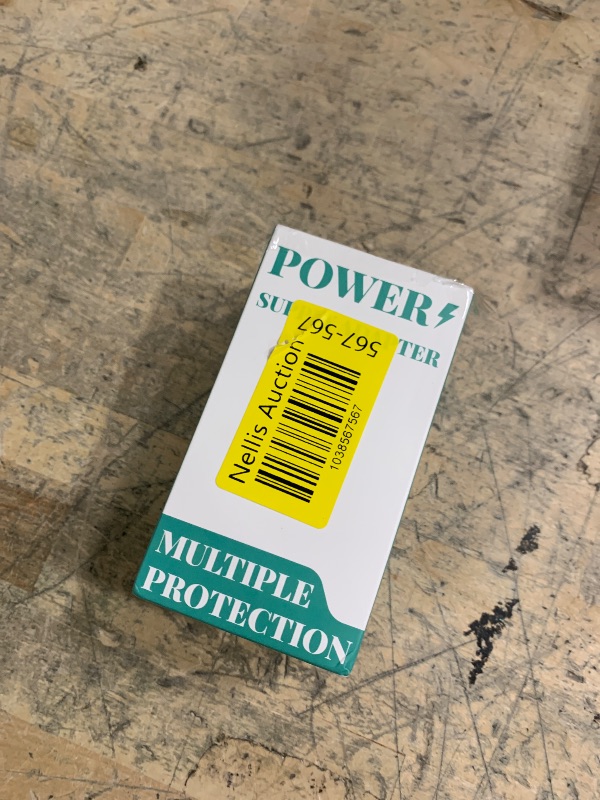 POWER
SU
TER
567-567
Nellis Auction
1038567567
MULTIPLE
PROTECTION